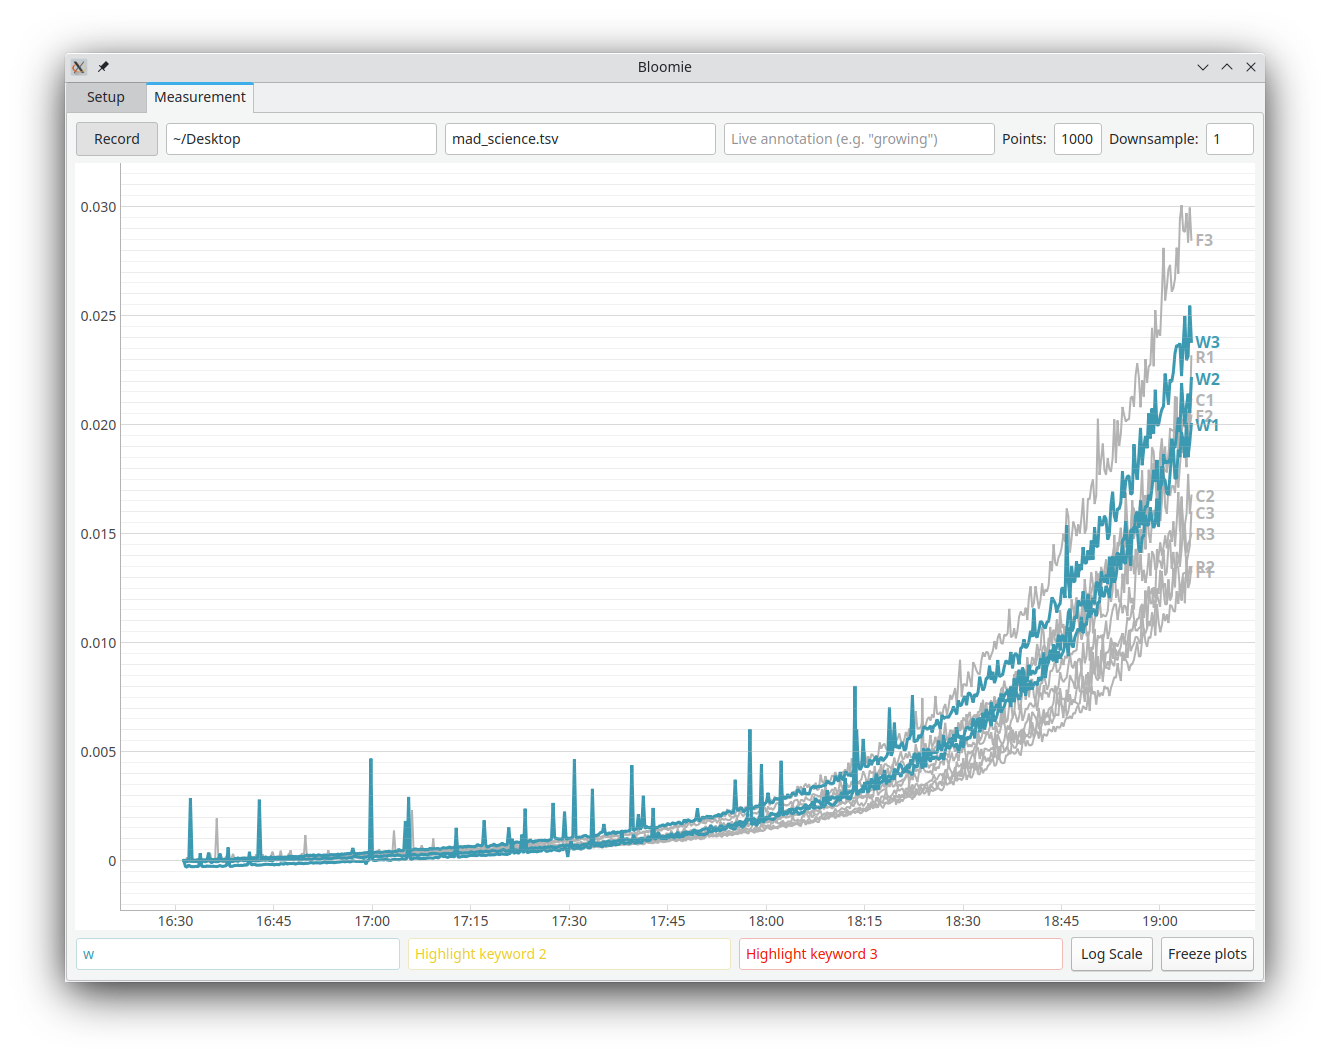 Bloomie
Setup Measurement
Record ~/Desktop mad_science.tsv Live annotation (e.g. "growing") Points: 1000 Downsample: 1
0.030
F3
0.025
W3
R1
W2
C1
F2
0.020
W1
C2
C3
0.015
R3
R2
F1
0.010
0.005
0
16:30 16:45 17:00 17:15 17:30 17:45 18:00 18:15 18:30 18:45 19:00
w Highlight keyword 2 Highlight keyword 3 Log Scale Freeze plots